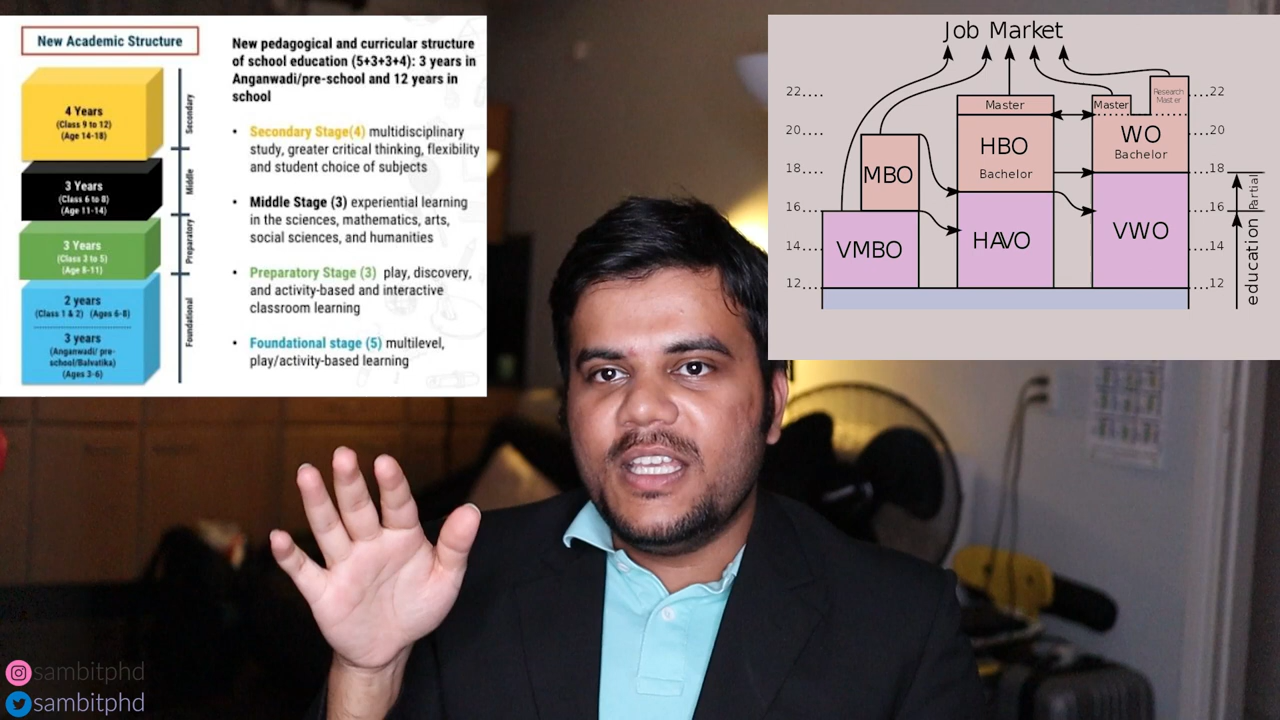 New Academic Structure
4 Years
(Class 9 to 12)
(Age 14-18)
3 Years
(Class 6 to 8)
(Age 11-14)
3 Years
(Class 3 to 5)
(Age 8-11)
2 years
(Class 1 & 2) (Ages 6-8)
3 years
(Anganwadi/ pre-
school/Balvatika)
(Ages 3-6)
Secondary
Middle
Preparatory
Foundational
New pedagogical and curricular structure
of school education (5+3+3+4): 3 years in
Anganwadi/pre-school and 12 years in
school
• Secondary Stage(4) multidisciplinary
study, greater critical thinking, flexibility
and student choice of subjects
• Middle Stage (3) experiential learning
in the sciences, mathematics, arts,
social sciences, and humanities
• Preparatory Stage (3) play, discovery,
and activity-based and interactive
classroom learning
• Foundational stage (5) multilevel,
play/activity-based learning
Job Market
22....
20....
18....
16....
14....
12....
VMBO
MBO
Master
HBO
Bachelor
HAVO
Master
Research
Master
WO
Bachelor
VWO
....22
....20
....18
....16
....14
....12
Partial
education
sambitphd
sambitphd